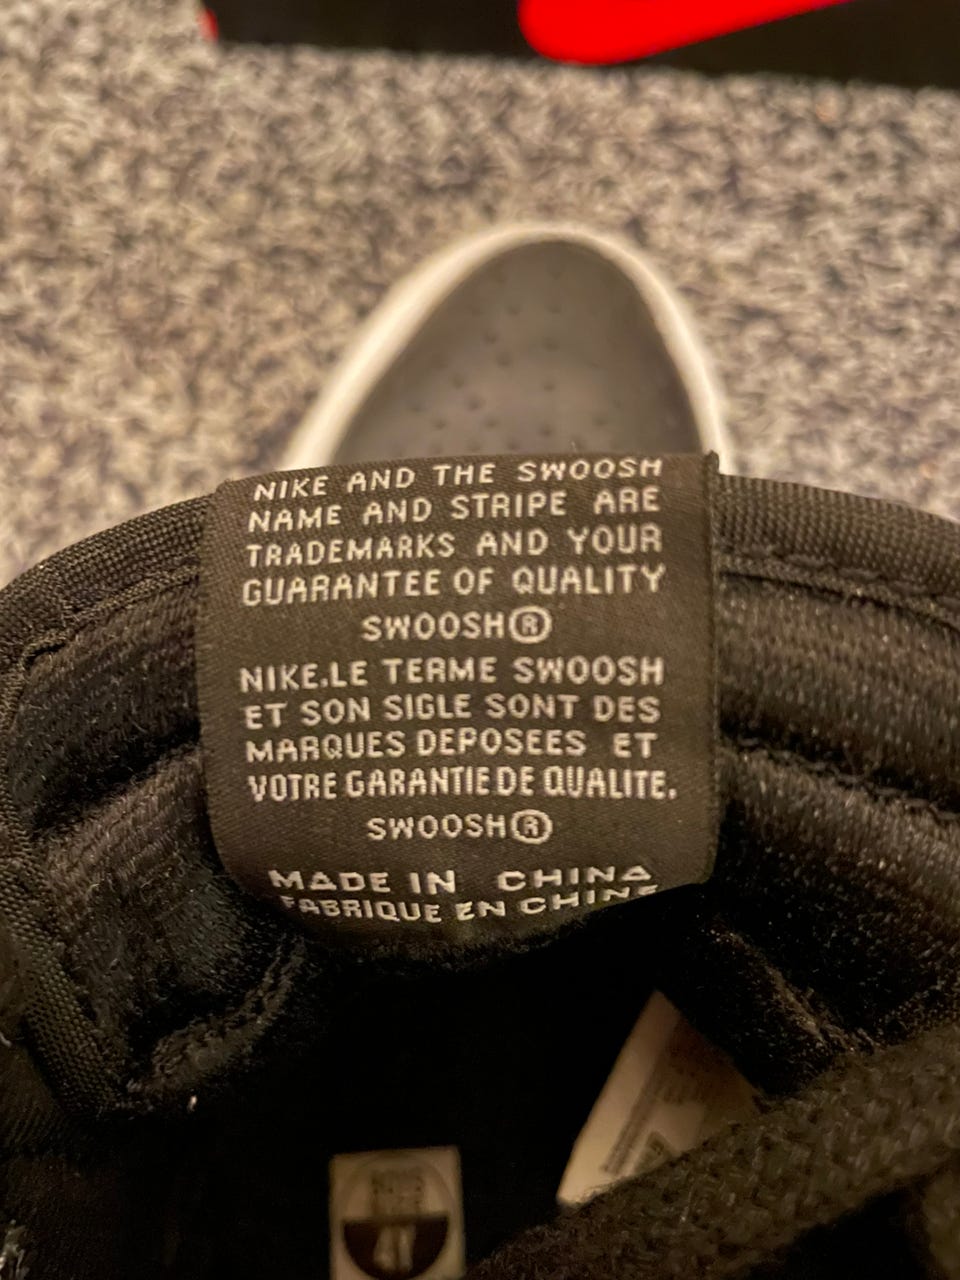 NIKE AND THE SWOOSH
NAME AND STRIPE ARE
TRADEMARKS AND YOUR
GUARANTEE OF QUALITY
SWOOSH®
NIKE.LE TERME SWOOSH
ET SON SIGLE SONT DES
MARQUES DEPOSEES ET
VOTRE GARANTIE DE QUALITE.
SWOOSH®
MADE IN CHINA
FABRIQUE EN CHINE